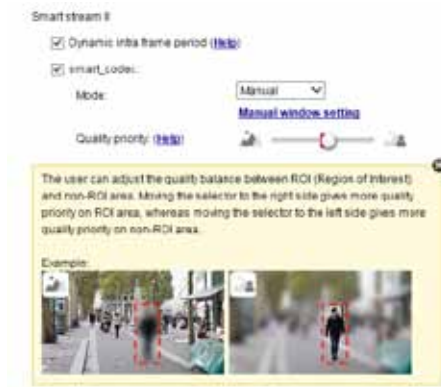 Smart stream II
Dynamic intra frame period (Help)
smart_codec:
Mode: Manual
Manual window setting
Quality priority: (Help)
The user can adjust the quality balance between ROI (Region of Interest)
and non-ROI area. Moving the selector to the right side gives more quality
priority on ROI area, whereas moving the selector to the left side gives more
quality priority on non-ROI area.
Example: